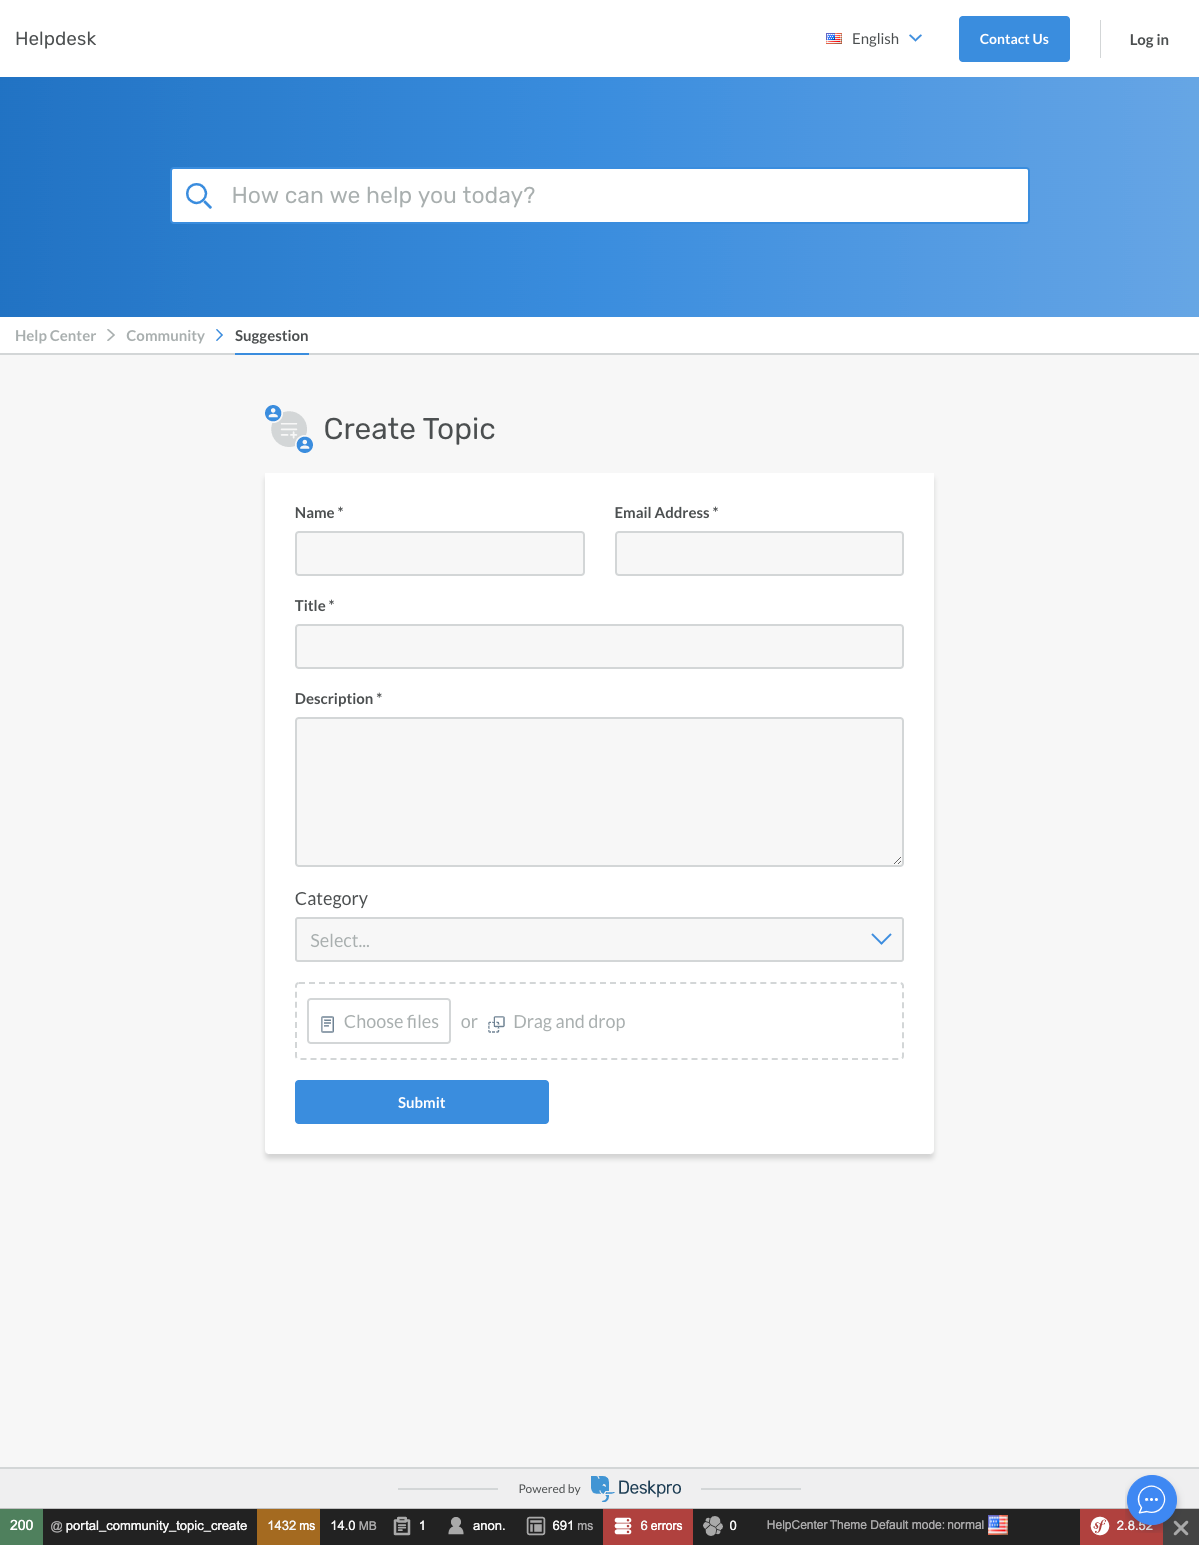 Helpdesk
English
Contact Us
Log in
How can we help you today?
Help Center
Community
Suggestion
Create Topic
Name *
Email Address *
Title *
Description *
Category
Select...
Choose files or Drag and drop
Submit
Powered by Deskpro
200 @ portal_community_topic_create 1432 ms 14.0 MB 1 anon. 691 ms 6 errors 0 HelpCenter Theme Default mode: normal sf 2.8.52